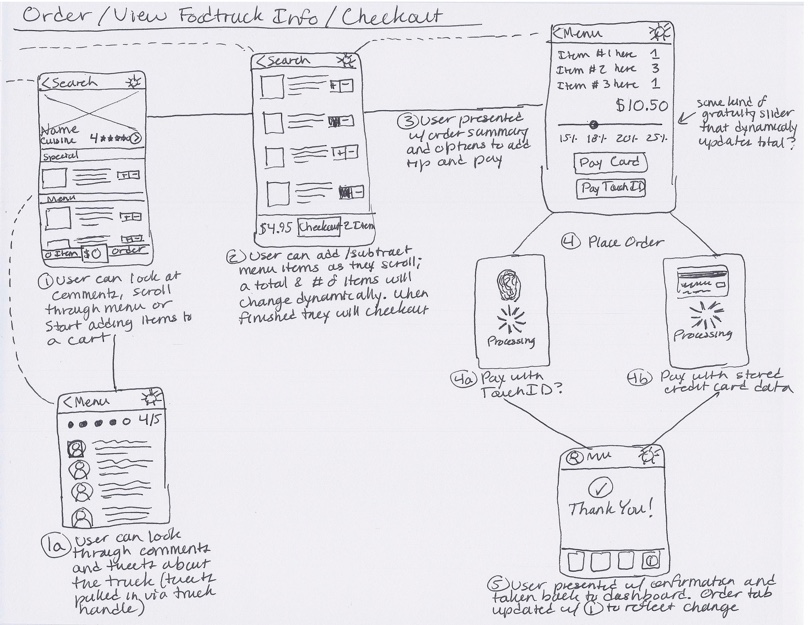 Order/View Foodtruck Info/Checkout
<Search
Name
Cuisine 4
Special
Menu
0 Item $0 Order
① User can look at
comments, scroll
through menu or
start adding items to
a cart
<Search
$4.95 Checkout 2 Item
② User can add/subtract
menu items as they scroll;
a total & # of items will
change dynamically. When
finished they will checkout
③ User presented
w/order summary
and options to add
tip and pay
<Menu
Item #1 here 1
Item #2 here 3
Item #3 here 1
$10.50
15% 18% 20% 25%
Pay Card
Pay TouchID
some kind of
gratuity slider
that dynamically
updates total?
④ Place Order
Processing
4a Pay with
TouchID?
Processing
4b Pay with stored
credit card data
<Menu
4/5
1a User can look
through comments
and tweets about
the truck (tweets
pulled in via truck
handle)
Thank You!
1
⑤ User presented w/ confirmation and
taken back to dashboard. Order tab
updated w/ ① to reflect change